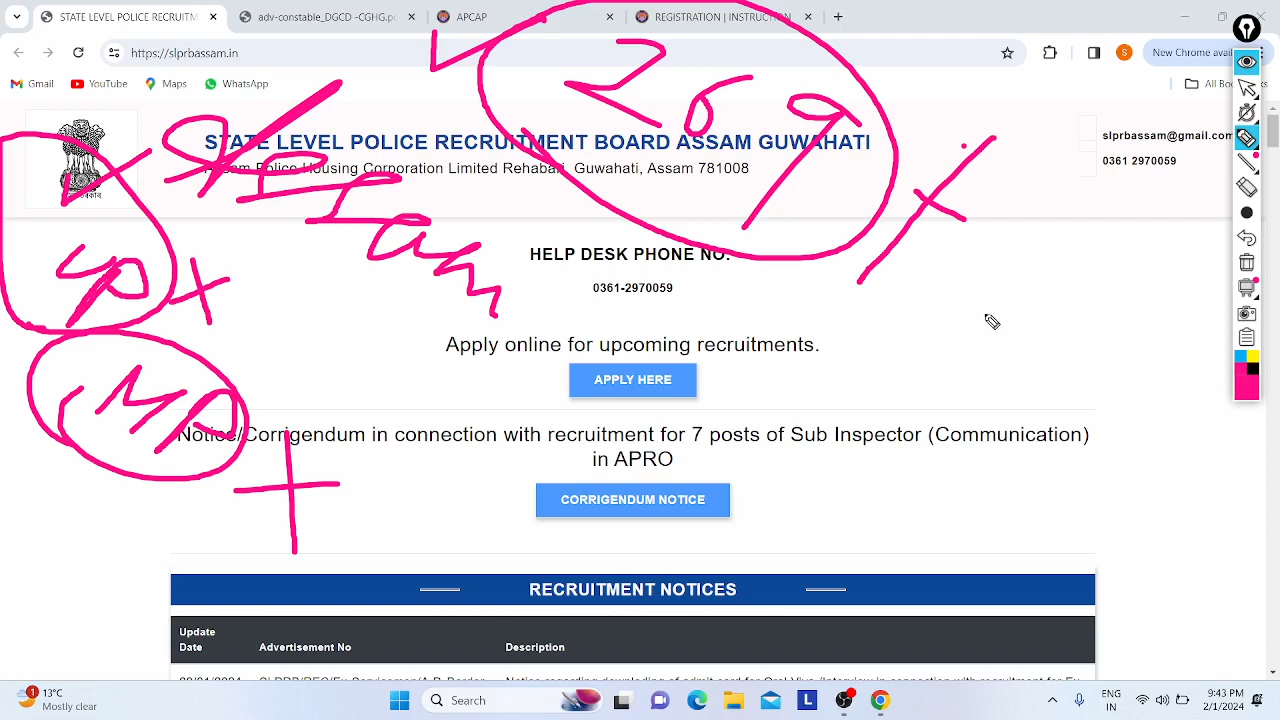 STATE LEVEL POLICE RECRUITMENT
adv-constable_DGCD -CGHG.pdf
APCAP
REGISTRATION | INSTRUCTION
https://slprbassam.in
New Chrome avail
Gmail
YouTube
Maps
WhatsApp
All Bo
269
STATE LEVEL POLICE RECRUITMENT BOARD ASSAM GUWAHATI
Assam Police Housing Corporation Limited Rehabari, Guwahati, Assam 781008
slprbassam@gmail.com
0361 2970059
HELP DESK PHONE NO:
0361-2970059
Apply online for upcoming recruitments.
APPLY HERE
Notice/Corrigendum in connection with recruitment for 7 posts of Sub Inspector (Communication)
in APRO
CORRIGENDUM NOTICE
RECRUITMENT NOTICES
Update
Date
Advertisement No
Description
13°C
Mostly clear
Search
ENG
IN
9:43 PM
2/1/2024